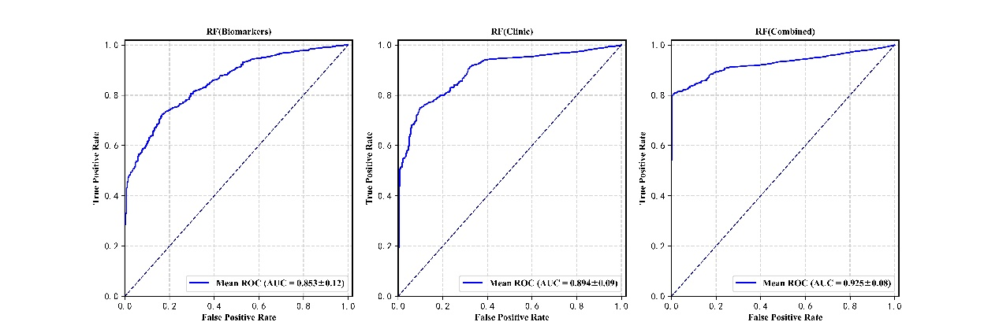 RF(Biomarkers)
1.0
0.8
0.6
0.4
0.2
0.0
True Positive Rate
Mean ROC (AUC = 0.853±0.12)
0.0 0.2 0.4 0.6 0.8 1.0
False Positive Rate
RF(Clinic)
1.0
0.8
0.6
0.4
0.2
0.0
True Positive Rate
Mean ROC (AUC = 0.894±0.09)
0.0 0.2 0.4 0.6 0.8 1.0
False Positive Rate
RF(Combined)
1.0
0.8
0.6
0.4
0.2
0.0
True Positive Rate
Mean ROC (AUC = 0.925±0.08)
0.0 0.2 0.4 0.6 0.8 1.0
False Positive Rate